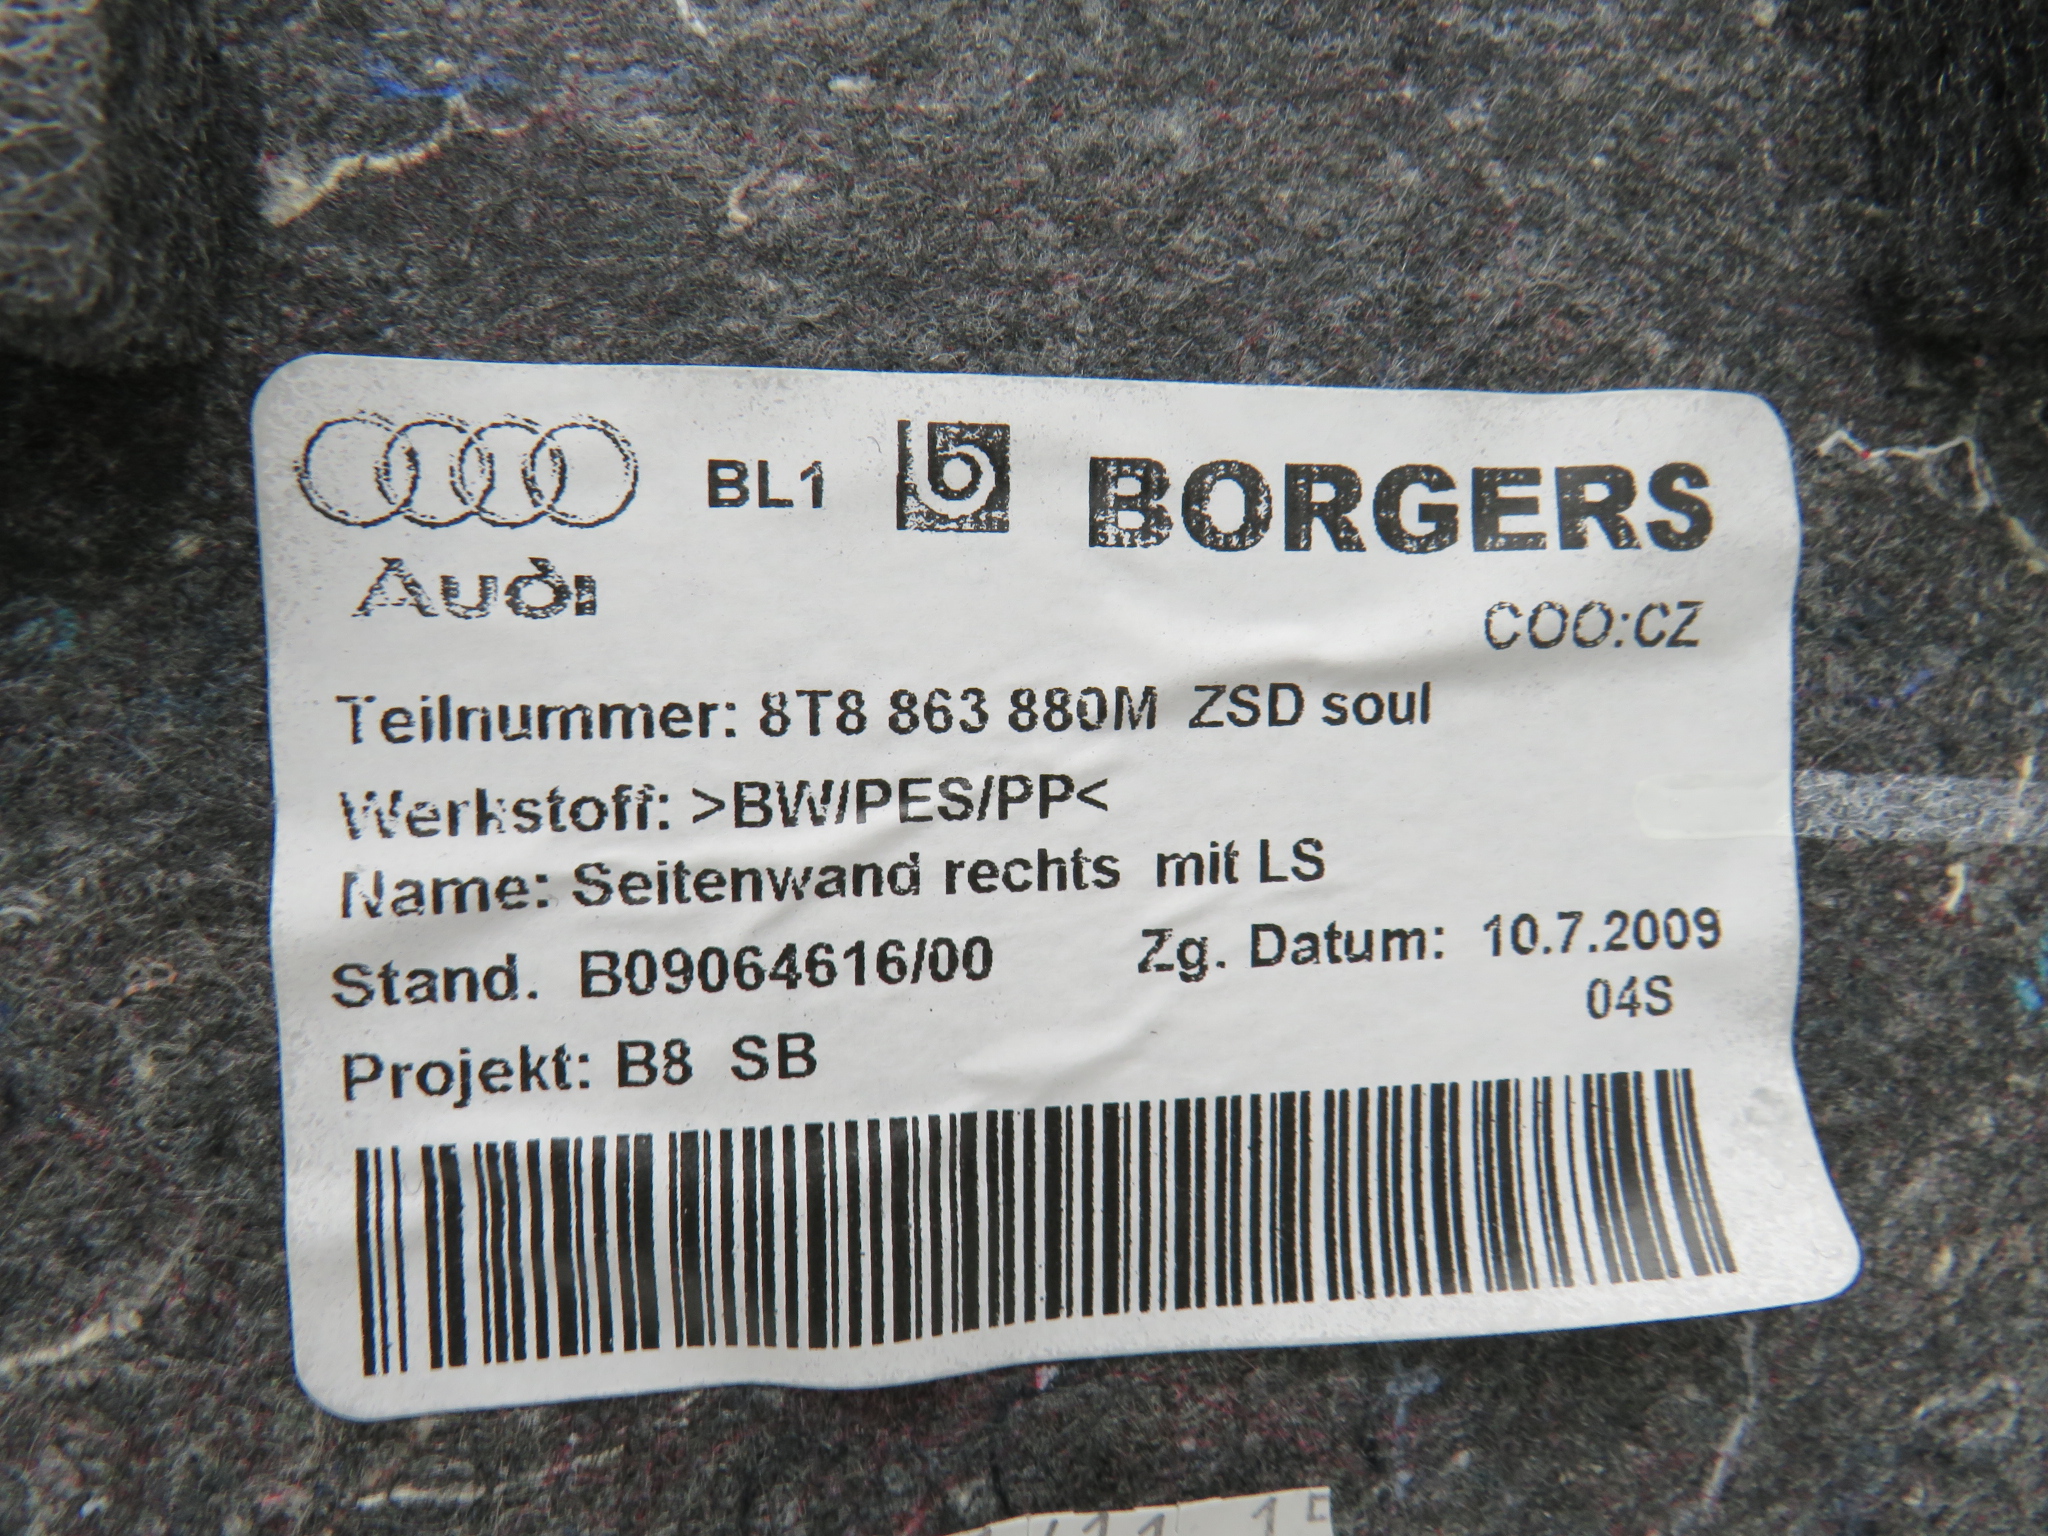 BL1 BORGERS
Audi
COO:CZ
Teilnummer: 8T8 863 880M ZSD soul
Werkstoff: >BW/PES/PP<
Name: Seitenwand rechts mit LS
Stand. B09064616/00 Zg. Datum: 10.7.2009
04S
Projekt: B8 SB